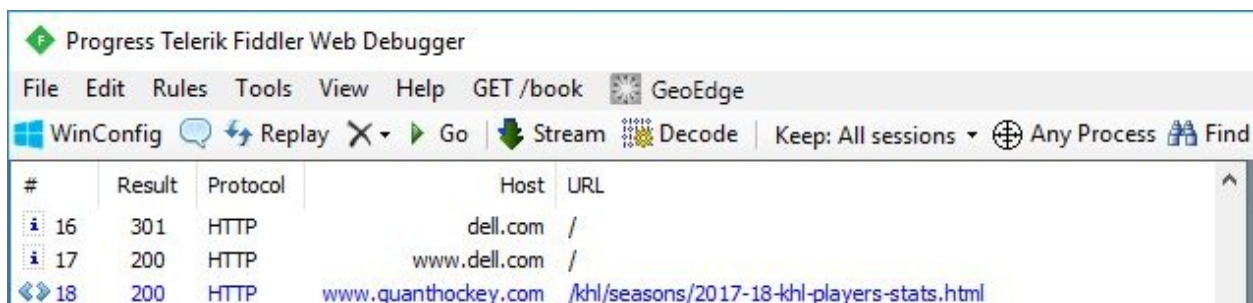 Progress Telerik Fiddler Web Debugger
File Edit Rules Tools View Help GET /book GeoEdge
WinConfig Replay Go Stream Decode Keep: All sessions Any Process Find
# Result Protocol Host URL
16 301 HTTP dell.com /
17 200 HTTP www.dell.com /
18 200 HTTP www.quanthockey.com /khl/seasons/2017-18-khl-players-stats.html